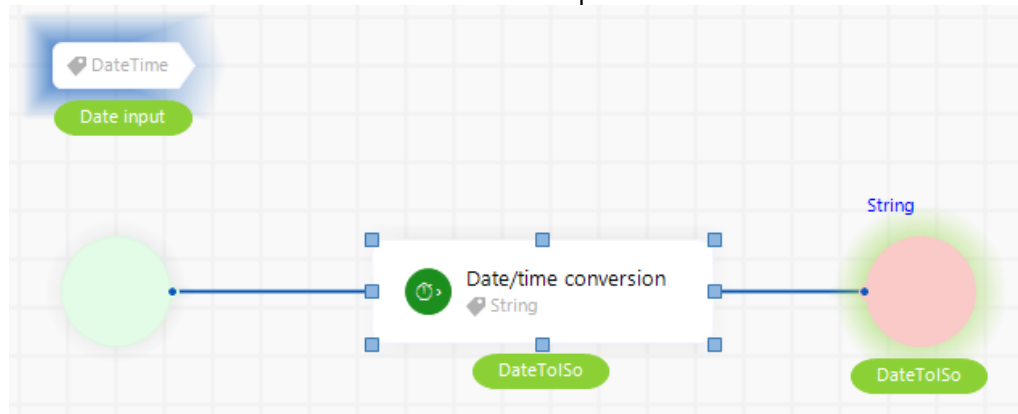 DateTime
Date input
String
Date/time conversion
String
DateToISo
DateToISo